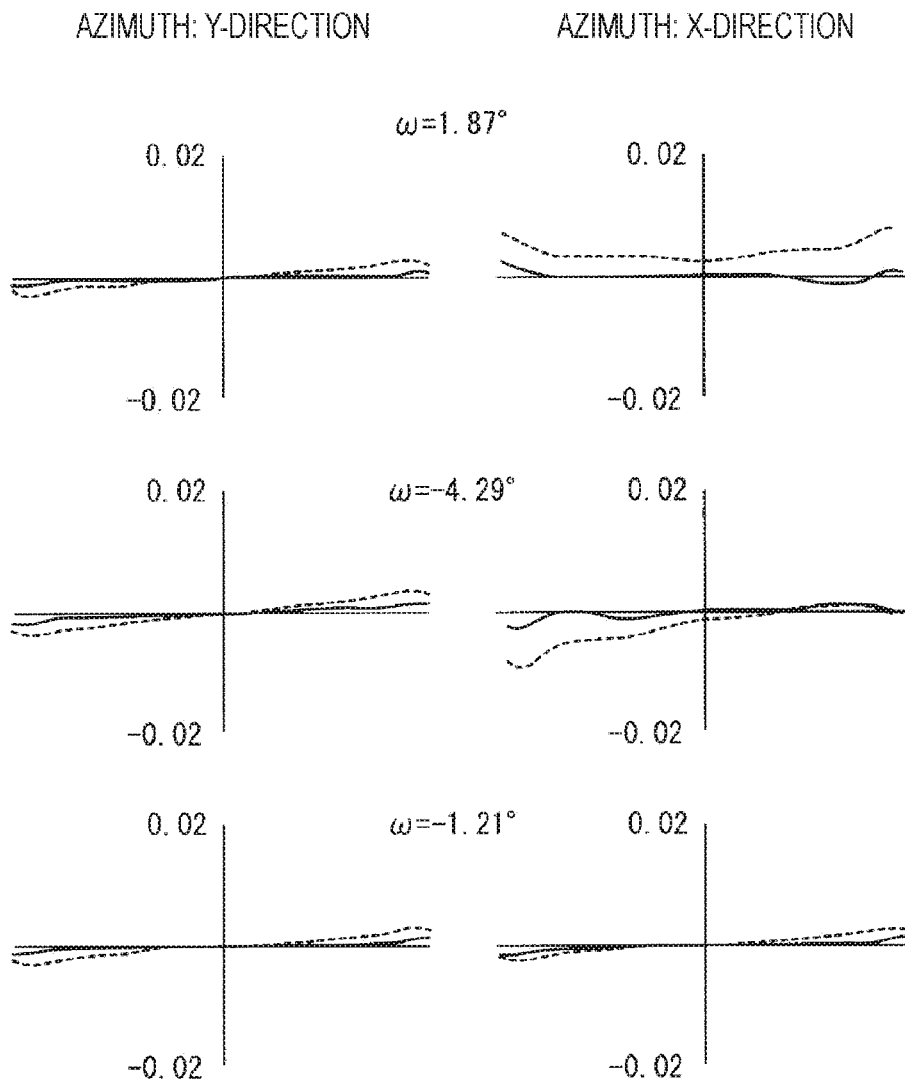 AZIMUTH: Y-DIRECTION AZIMUTH: X-DIRECTION
ω=1.87°
0.02 0.02
-0.02 -0.02
0.02 ω=-4.29° 0.02
-0.02 -0.02
0.02 ω=-1.21° 0.02
-0.02 -0.02